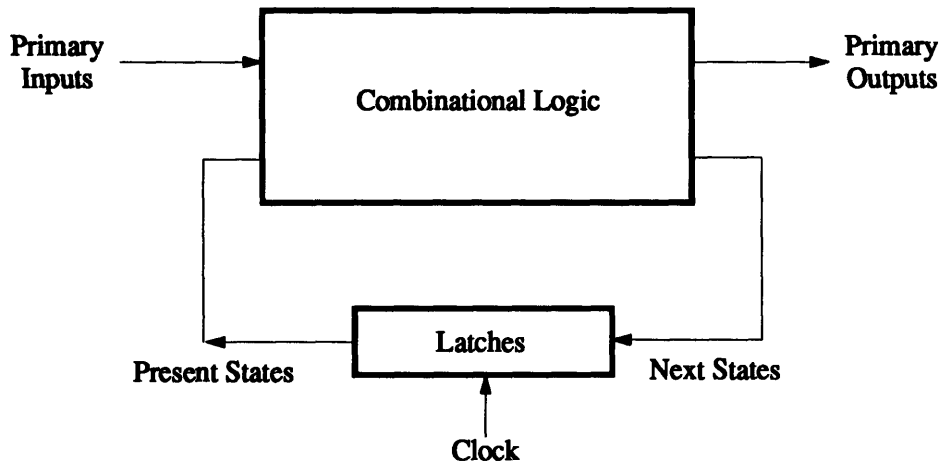 Primary
Inputs
Combinational Logic
Primary
Outputs
Latches
Present States
Next States
Clock